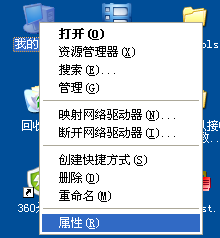 我的
打开(O)
资源管理器(X)
搜索(E)...
管理(G)
映射网络驱动器(N)...
断开网络驱动器(I)...
创建快捷方式(S)
删除(D)
重命名(M)
属性(R)
回收
360